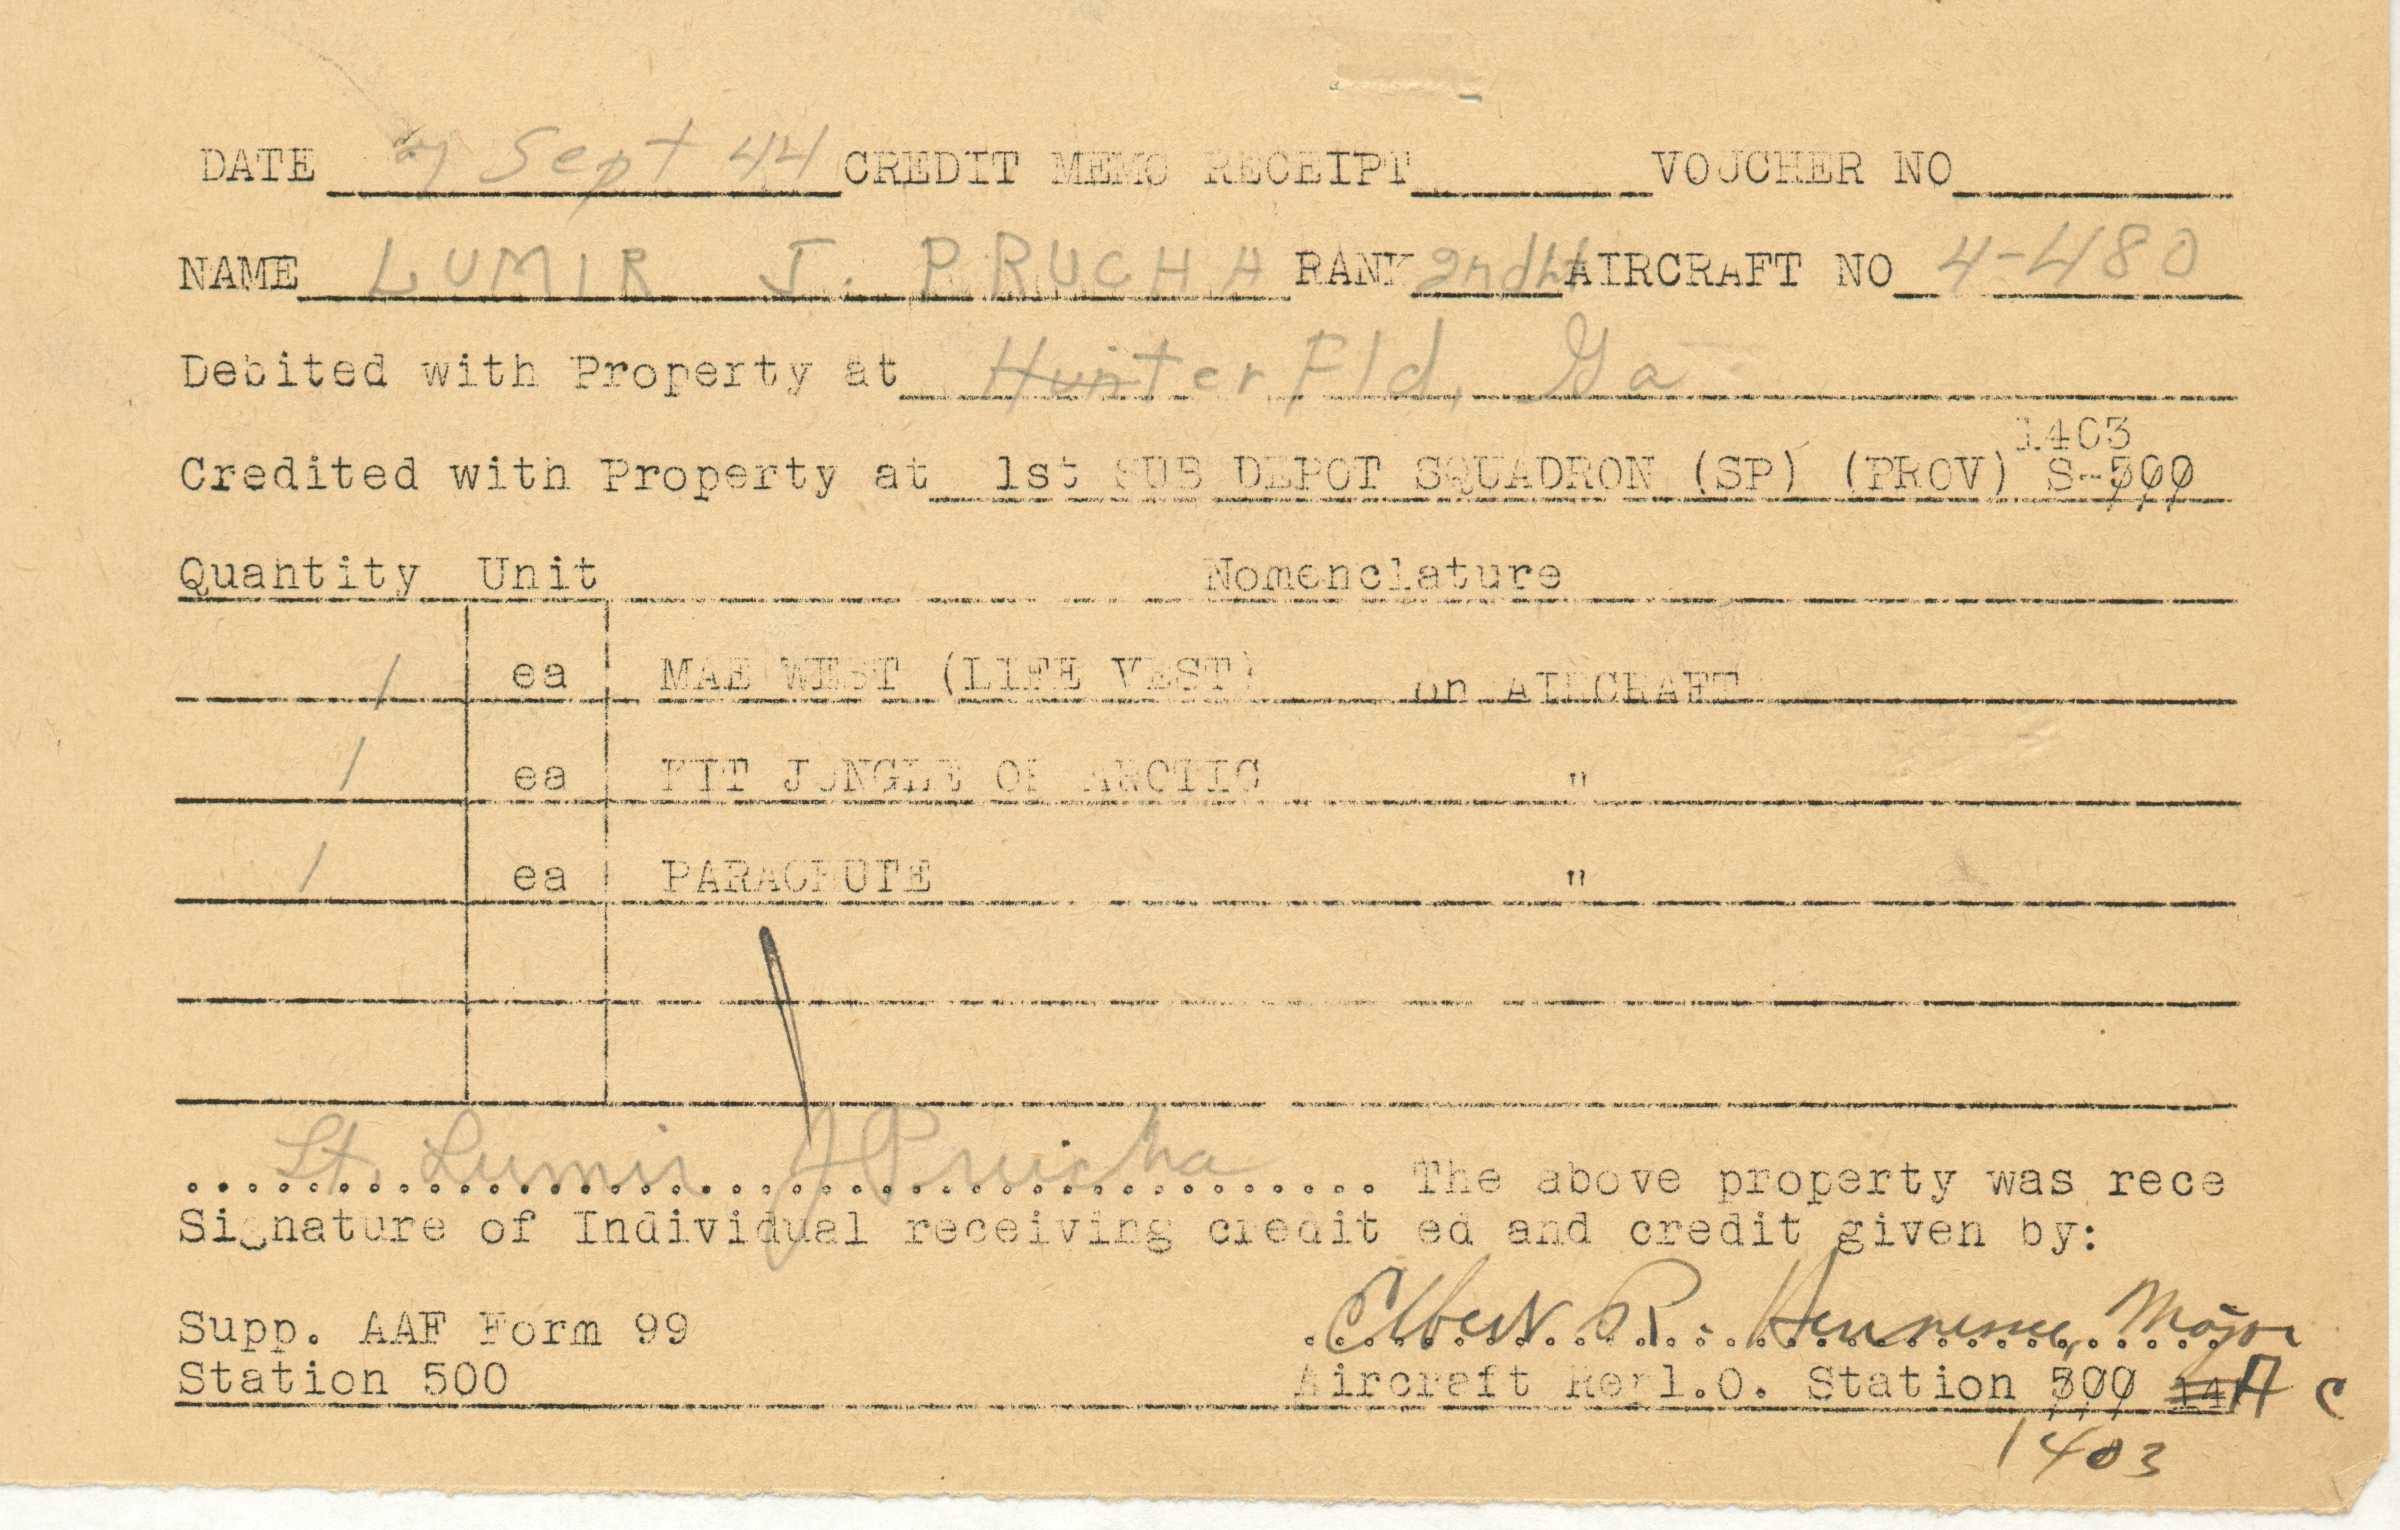 DATE Sept 44 CREDIT MEMO RECEIPT VOUCHER NO
NAME LUMIR J. PRUCHA RANK 2nd Lt AIRCRAFT NO 4-480
Debited with Property at Hunter Fld, Ga
1403
Credited with Property at 1st SUB DEPOT SQUADRON (SP) (PROV) S-500
Quantity Unit Nomenclature
1 ea MAE WEST (LIFE VEST) on AIRCRAFT
1 ea KIT JUNGLE OR ARCTIC "
1 ea PARACHUTE "
Lt. Lumir J Prucha The above property was rece
Signature of Individual receiving credit ed and credit given by:
Supp. AAF Form 99 Elbert R. Major
Station 500 Aircraft Repl.O. Station 500 A C
1403